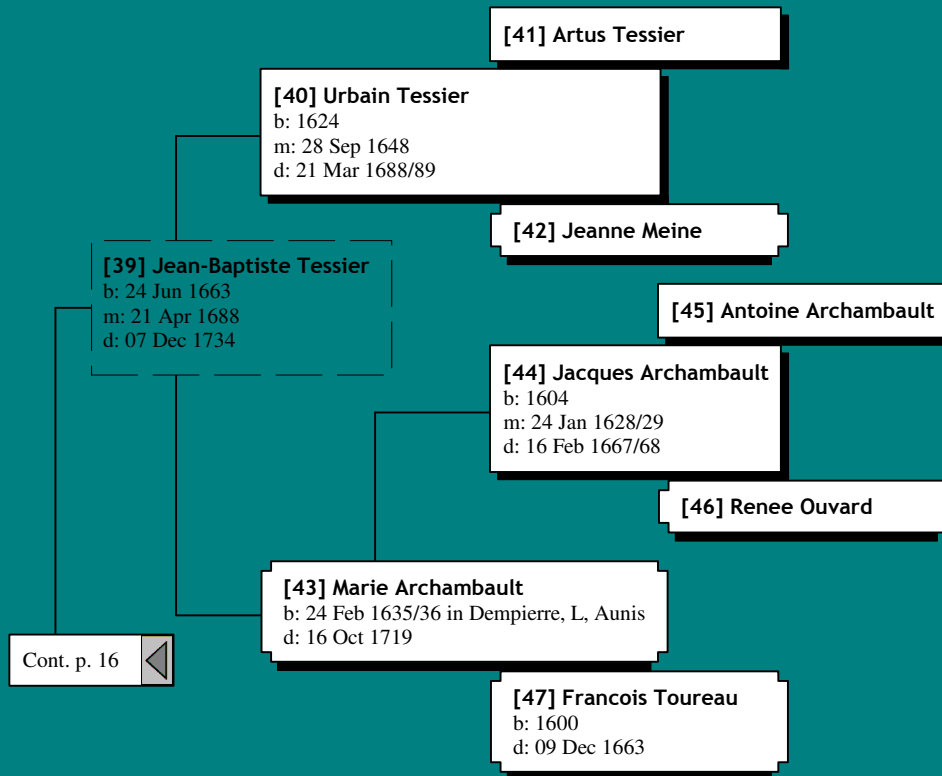 [41] Artus Tessier
[40] Urbain Tessier
b: 1624
m: 28 Sep 1648
d: 21 Mar 1688/89
[42] Jeanne Meine
[39] Jean-Baptiste Tessier
b: 24 Jun 1663
m: 21 Apr 1688
d: 07 Dec 1734
[45] Antoine Archambault
[44] Jacques Archambault
b: 1604
m: 24 Jan 1628/29
d: 16 Feb 1667/68
[46] Renee Ouvard
[43] Marie Archambault
b: 24 Feb 1635/36 in Dempierre, L, Aunis
d: 16 Oct 1719
Cont. p. 16
[47] Francois Toureau
b: 1600
d: 09 Dec 1663